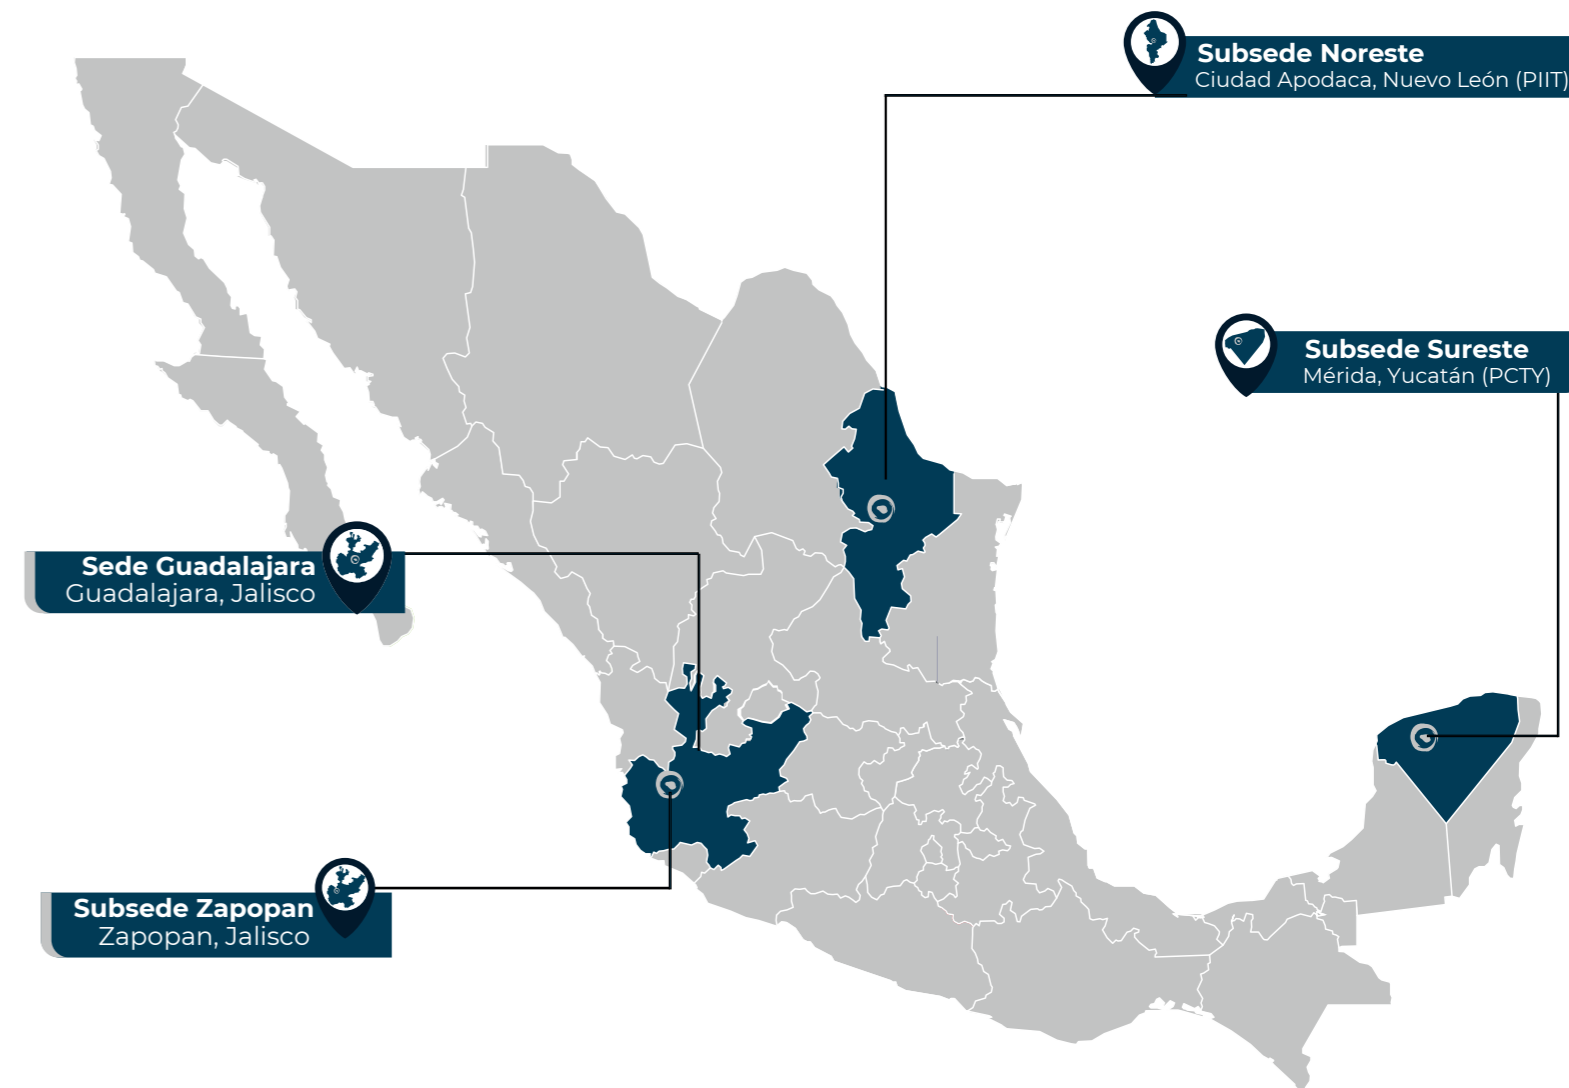 Subsede Noreste
Ciudad Apodaca, Nuevo León (PIIT)
Subsede Sureste
Mérida, Yucatán (PCTY)
Sede Guadalajara
Guadalajara, Jalisco
Subsede Zapopan
Zapopan, Jalisco